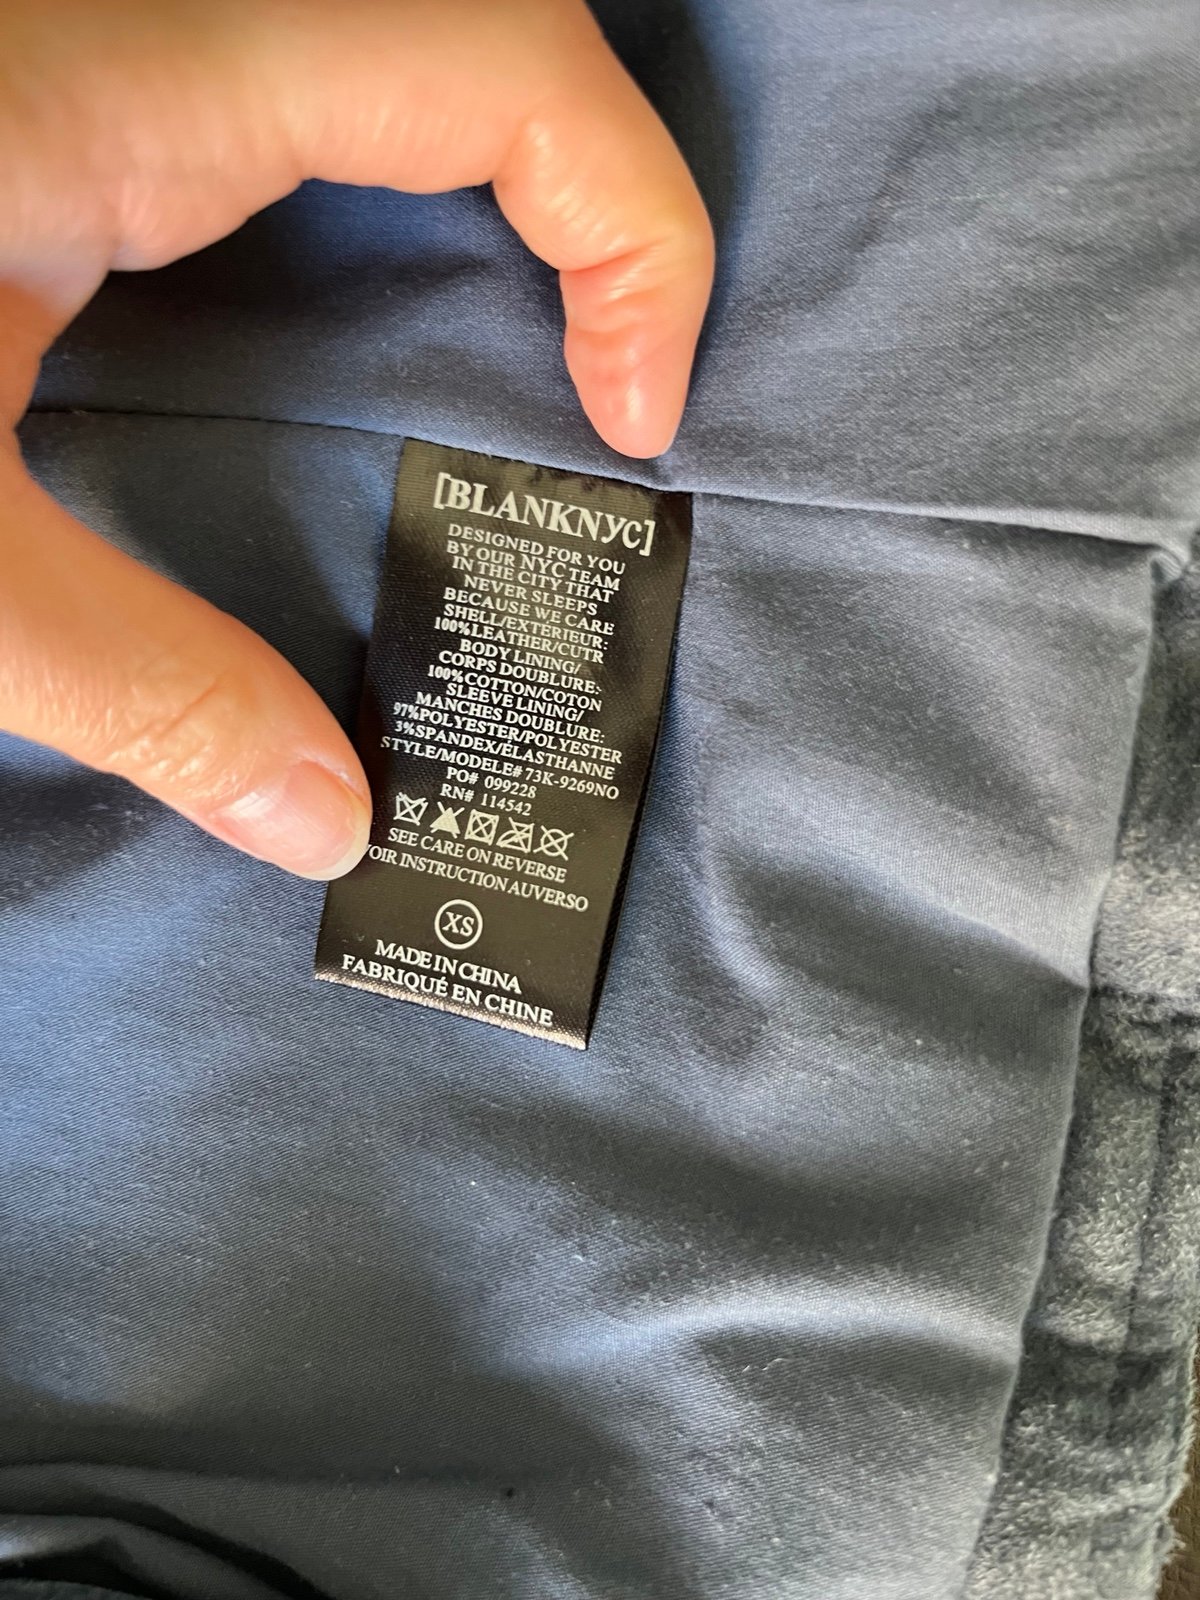 [BLANKNYC]
DESIGNED FOR YOU
BY OUR NYC TEAM
IN THE CITY THAT
NEVER SLEEPS
BECAUSE WE CARE
SHELL/EXTÉRIEUR:
100%LEATHER/CUTR
BODY LINING/
CORPS DOUBLURE:
100%COTTON/COTON
SLEEVE LINING/
MANCHES DOUBLURE:
97%POLYESTER/POLYESTER
3%SPANDEX/ÉLASTHANNE
STYLE/MODELE# 73K-9269NO
PO# 099228
RN# 114542
SEE CARE ON REVERSE
VOIR INSTRUCTION AUVERSO
XS
MADE IN CHINA
FABRIQUÉ EN CHINE